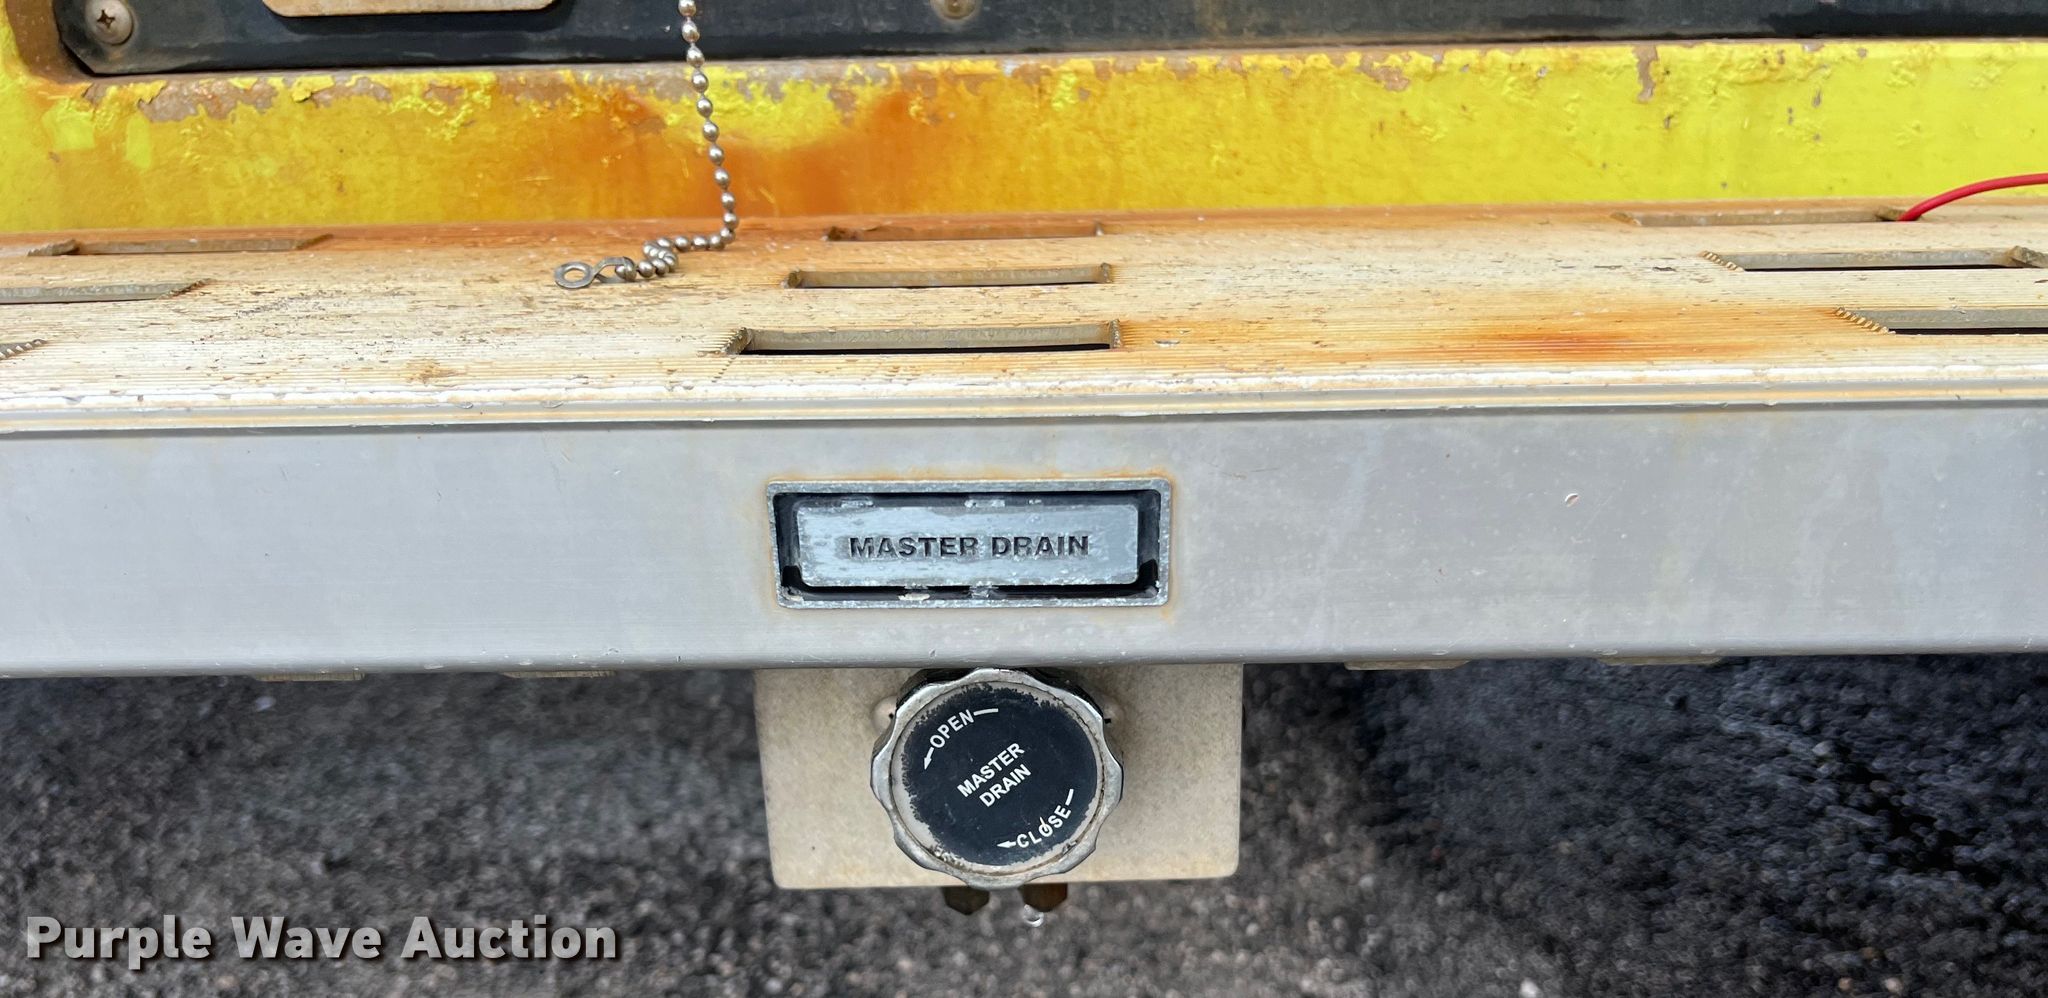 MASTER DRAIN
OPEN
MASTER
DRAIN
CLOSE
Purple Wave Auction